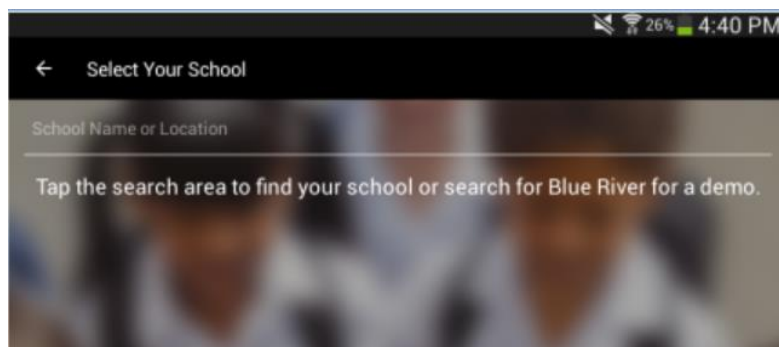 26% 4:40 PM
Select Your School
School Name or Location
Tap the search area to find your school or search for Blue River for a demo.